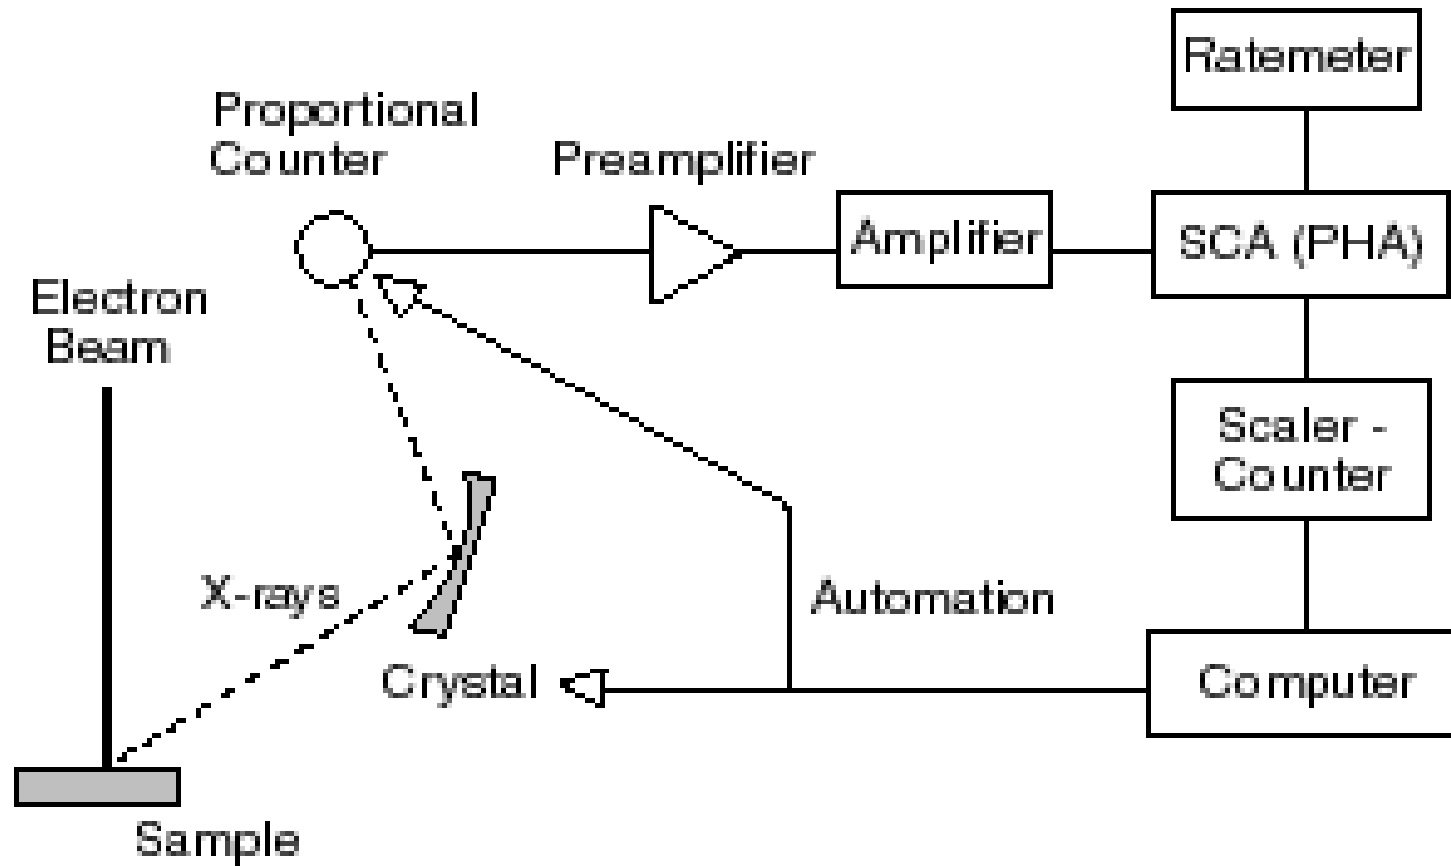 Ratemeter
Proportional
Counter
Preamplifier
Amplifier
SCA (PHA)
Electron
Beam
Scaler -
Counter
X-rays
Automation
Crystal
Computer
Sample